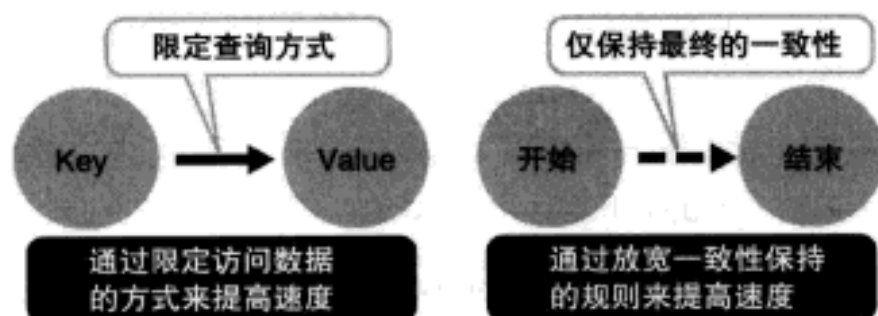 限定查询方式
仅保持最终的一致性
Key
Value
开始
结束
通过限定访问数据
的方式来提高速度
通过放宽一致性保持
的规则来提高速度